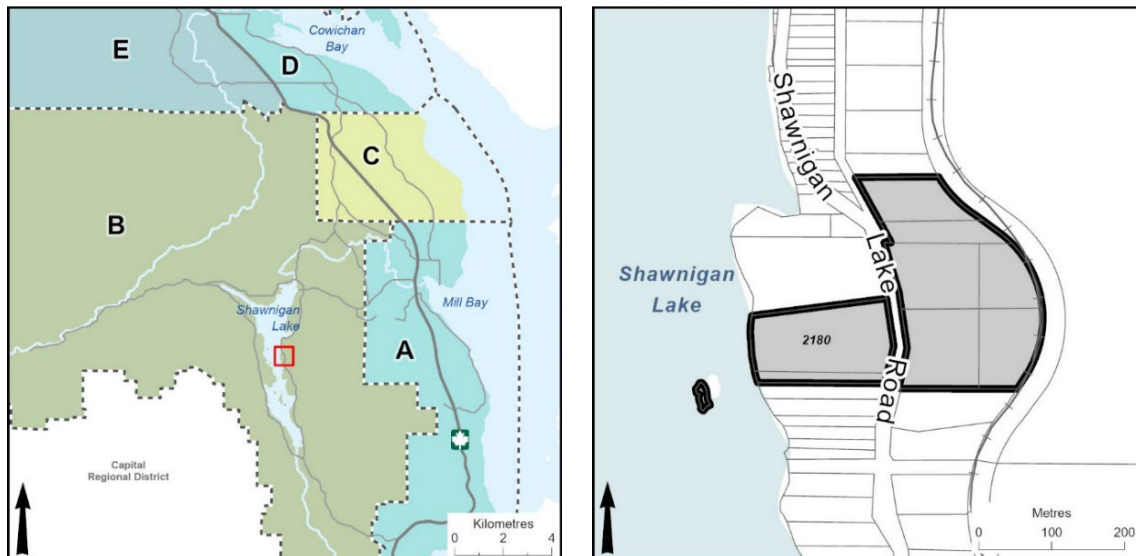 E
Cowichan
Bay
D
C
B
Shawnigan
Lake
Mill Bay
A
Capital
Regional District
Kilometres
0 2 4
Shawnigan
Lake
Road
Shawnigan
Lake
2180
Metres
0 100 200